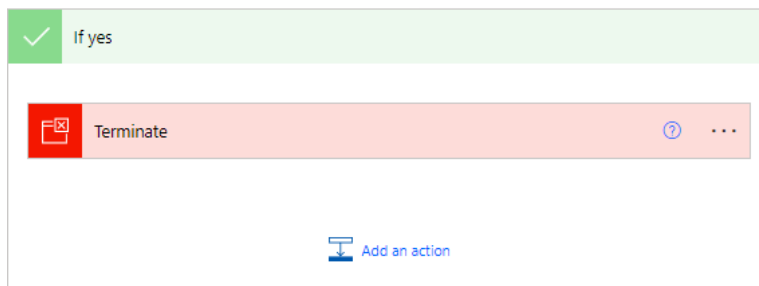 If yes
Terminate
Add an action